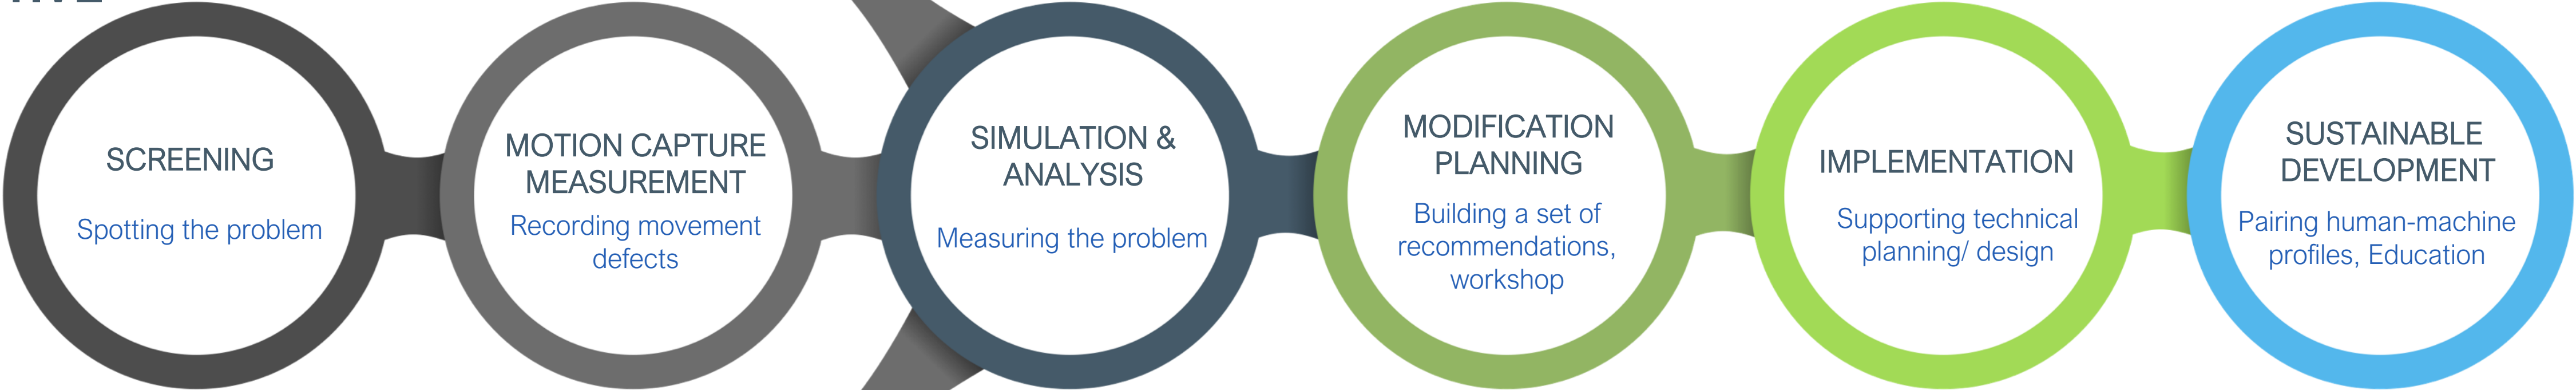 SCREENING
Spotting the problem
MOTION CAPTURE
MEASUREMENT
Recording movement
defects
SIMULATION &
ANALYSIS
Measuring the problem
MODIFICATION
PLANNING
Building a set of
recommendations,
workshop
IMPLEMENTATION
Supporting technical
planning/ design
SUSTAINABLE
DEVELOPMENT
Pairing human-machine
profiles, Education